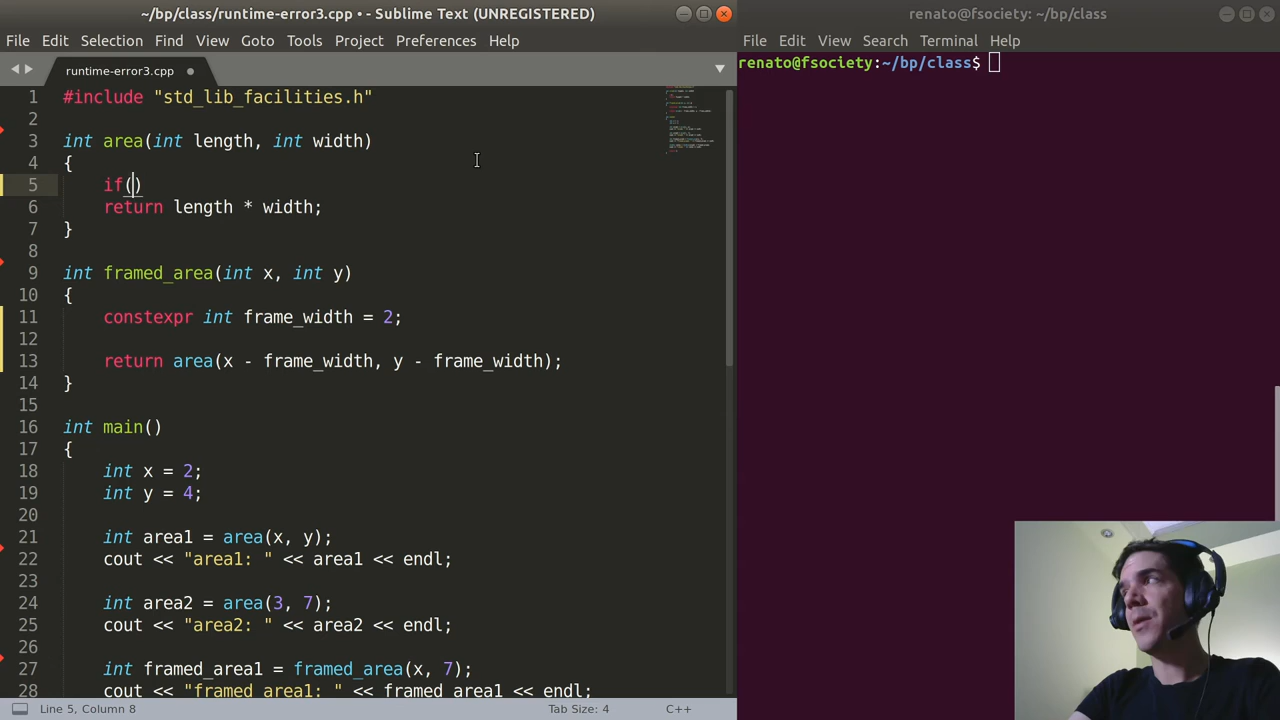 ~/bp/class/runtime-error3.cpp • - Sublime Text (UNREGISTERED)
File Edit Selection Find View Goto Tools Project Preferences Help
runtime-error3.cpp
1 #include "std_lib_facilities.h"
2
3 int area(int length, int width)
4 {
5 if()
6 return length * width;
7 }
8
9 int framed_area(int x, int y)
10 {
11 constexpr int frame_width = 2;
12
13 return area(x - frame_width, y - frame_width);
14 }
15
16 int main()
17 {
18 int x = 2;
19 int y = 4;
20
21 int area1 = area(x, y);
22 cout << "area1: " << area1 << endl;
23
24 int area2 = area(3, 7);
25 cout << "area2: " << area2 << endl;
26
27 int framed_area1 = framed_area(x, 7);
28 cout << "framed area1: " << framed area1 << endl;
Line 5, Column 8 Tab Size: 4 C++
renato@fsociety: ~/bp/class
File Edit View Search Terminal Help
renato@fsociety:~/bp/class$